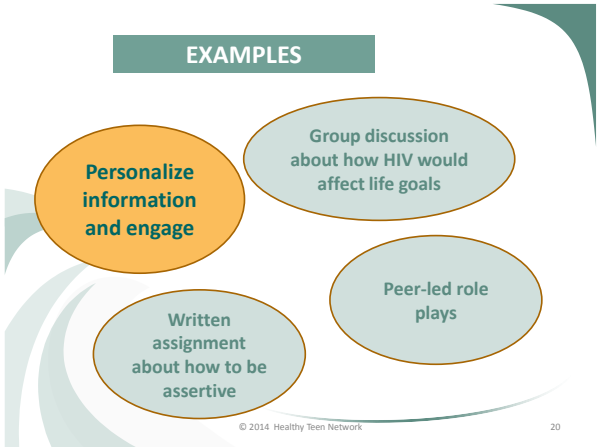 EXAMPLES
Group discussion
about how HIV would
affect life goals
Personalize
information
and engage
Peer-led role
plays
Written
assignment
about how to be
assertive
© 2014 Healthy Teen Network
20